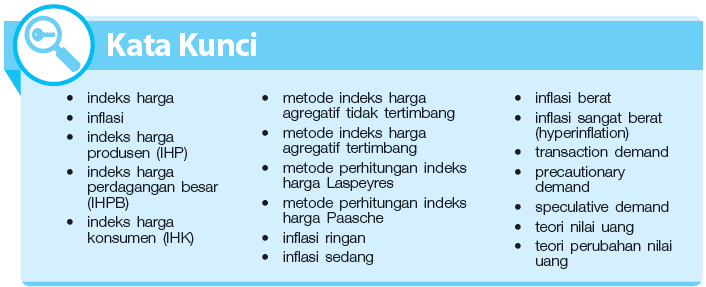 Kata Kunci
• indeks harga
• inflasi
• indeks harga
produsen (IHP)
• indeks harga
perdagangan besar
(IHPB)
• indeks harga
konsumen (IHK)
• metode indeks harga
agregatif tidak tertimbang
• metode indeks harga
agregatif tertimbang
• metode perhitungan indeks
harga Laspeyres
• metode perhitungan indeks
harga Paasche
• inflasi ringan
• inflasi sedang
• inflasi berat
• inflasi sangat berat
(hyperinflation)
• transaction demand
• precautionary
demand
• speculative demand
• teori nilai uang
• teori perubahan nilai
uang